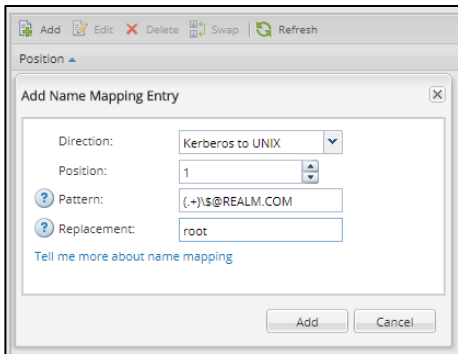 Add Edit Delete Swap Refresh
Position
Add Name Mapping Entry
Direction: Kerberos to UNIX
Position: 1
? Pattern: (.+)\$@REALM.COM
? Replacement: root
Tell me more about name mapping
Add Cancel